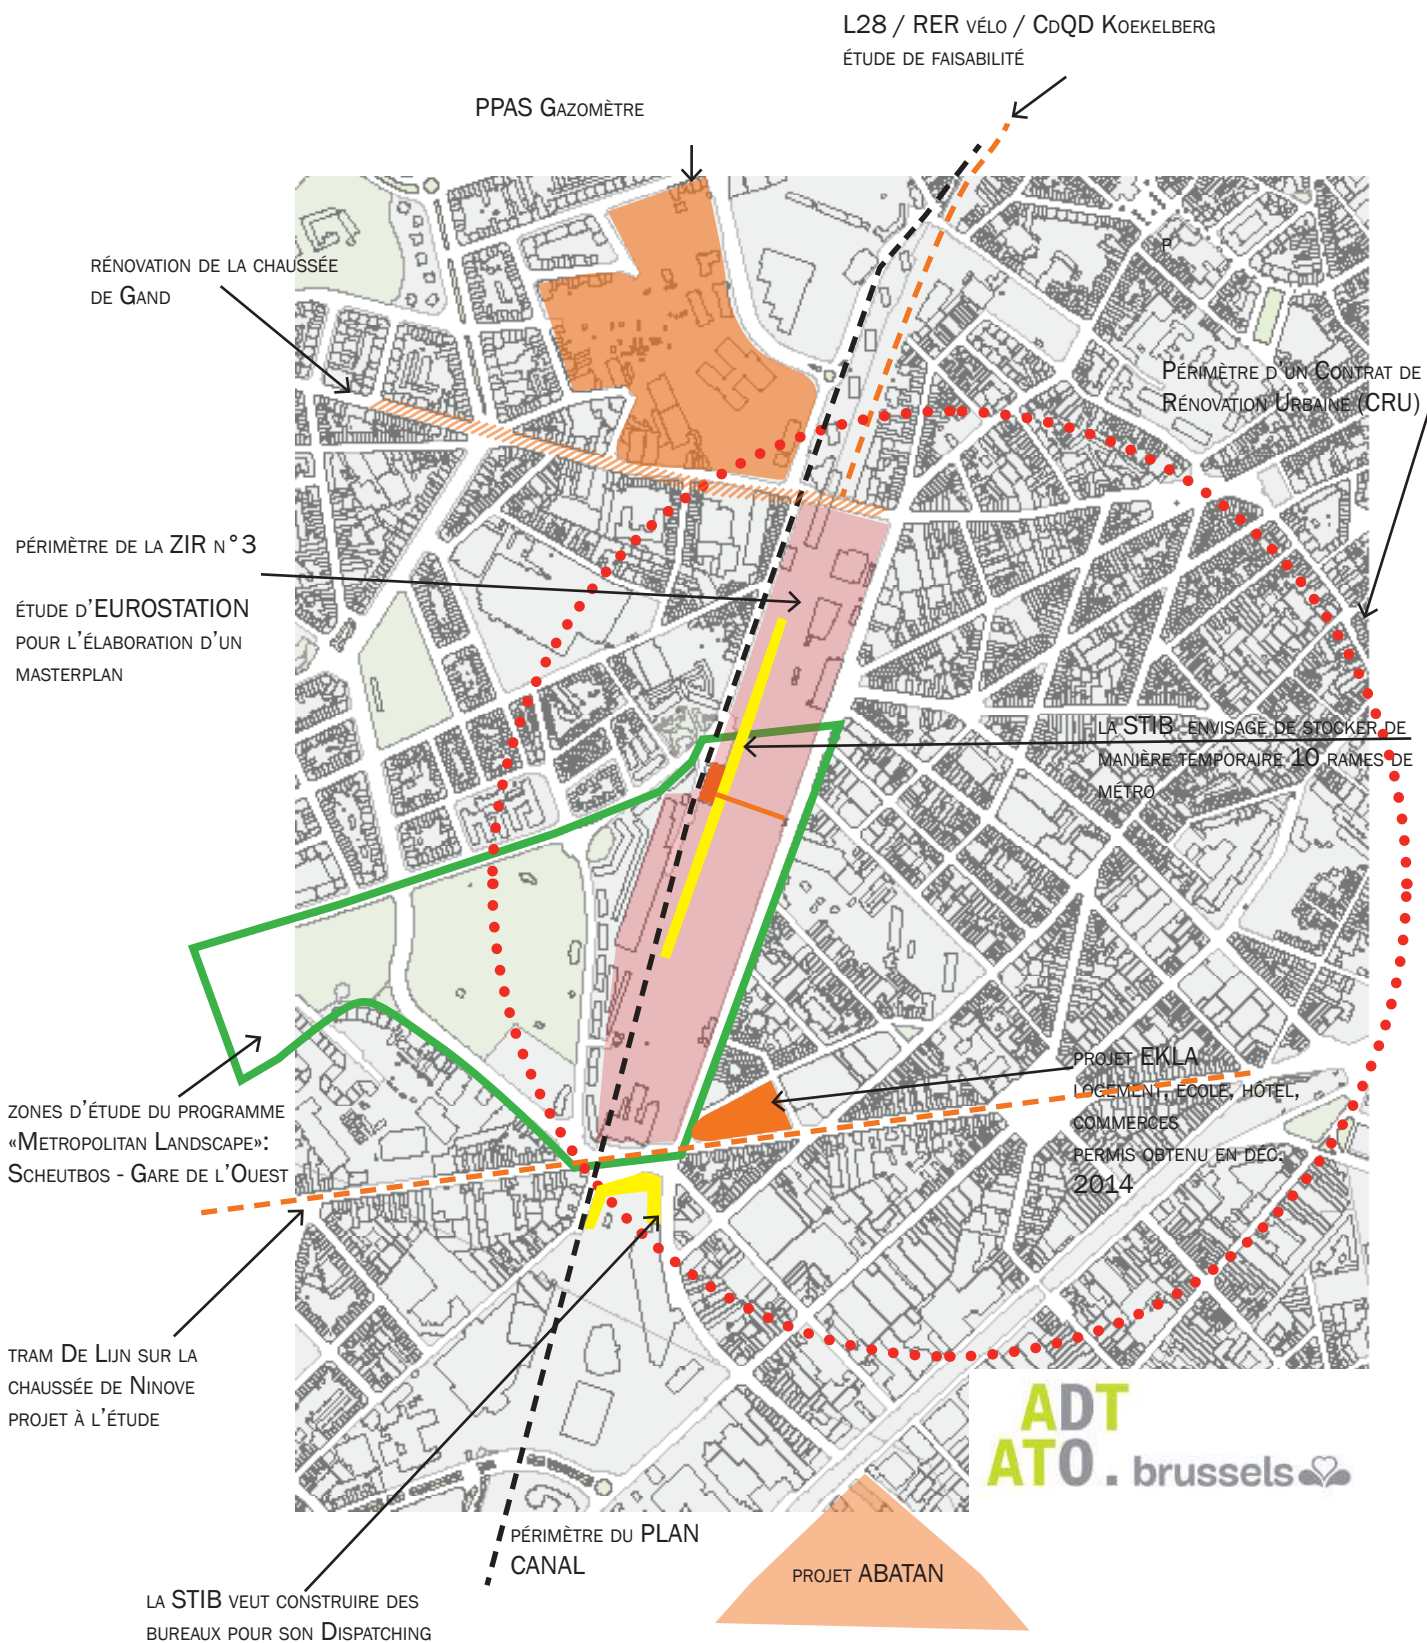 L28 / RER vélo / CdQD Koekelberg
étude de faisabilité
PPAS Gazomètre
rénovation de la chaussée
de Gand
P
Périmètre d'un Contrat de
Rénovation Urbaine (CRU)
périmètre de la ZIR n°3
étude d'EUROSTATION
pour l'élaboration d'un
masterplan
la STIB envisage de stocker de
manière temporaire 10 rames de
métro
projet EKLA
logement, école, hôtel,
commerces
permis obtenu en déc.
2014
zones d'étude du programme
«Metropolitan Landscape»:
Scheutbos - Gare de l'Ouest
tram De Lijn sur la
chaussée de Ninove
projet à l'étude
ADT
ATO. brussels
périmètre du PLAN
CANAL
projet ABATAN
la STIB veut construire des
bureaux pour son Dispatching